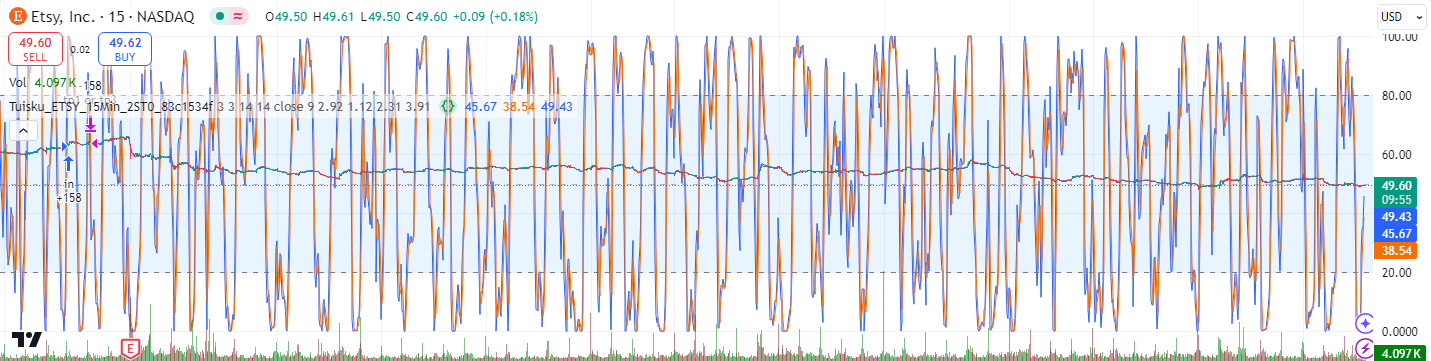 E Etsy, Inc. · 15 · NASDAQ O49.50 H49.61 L49.50 C49.60 +0.09 (+0.18%)
USD
100.00
49.60
SELL
0.02
49.62
BUY
Vol 4.097K
-158
Tuisku_ETSY_15Min_2ST0_83c1534f 3 3 14 14 close 9 2.92 1.12 2.31 3.91 {} 45.67 38.54 49.43
80.00
60.00
in
+158
49.60
09:55
49.43
45.67
38.54
20.00
0.0000
E
4.097K